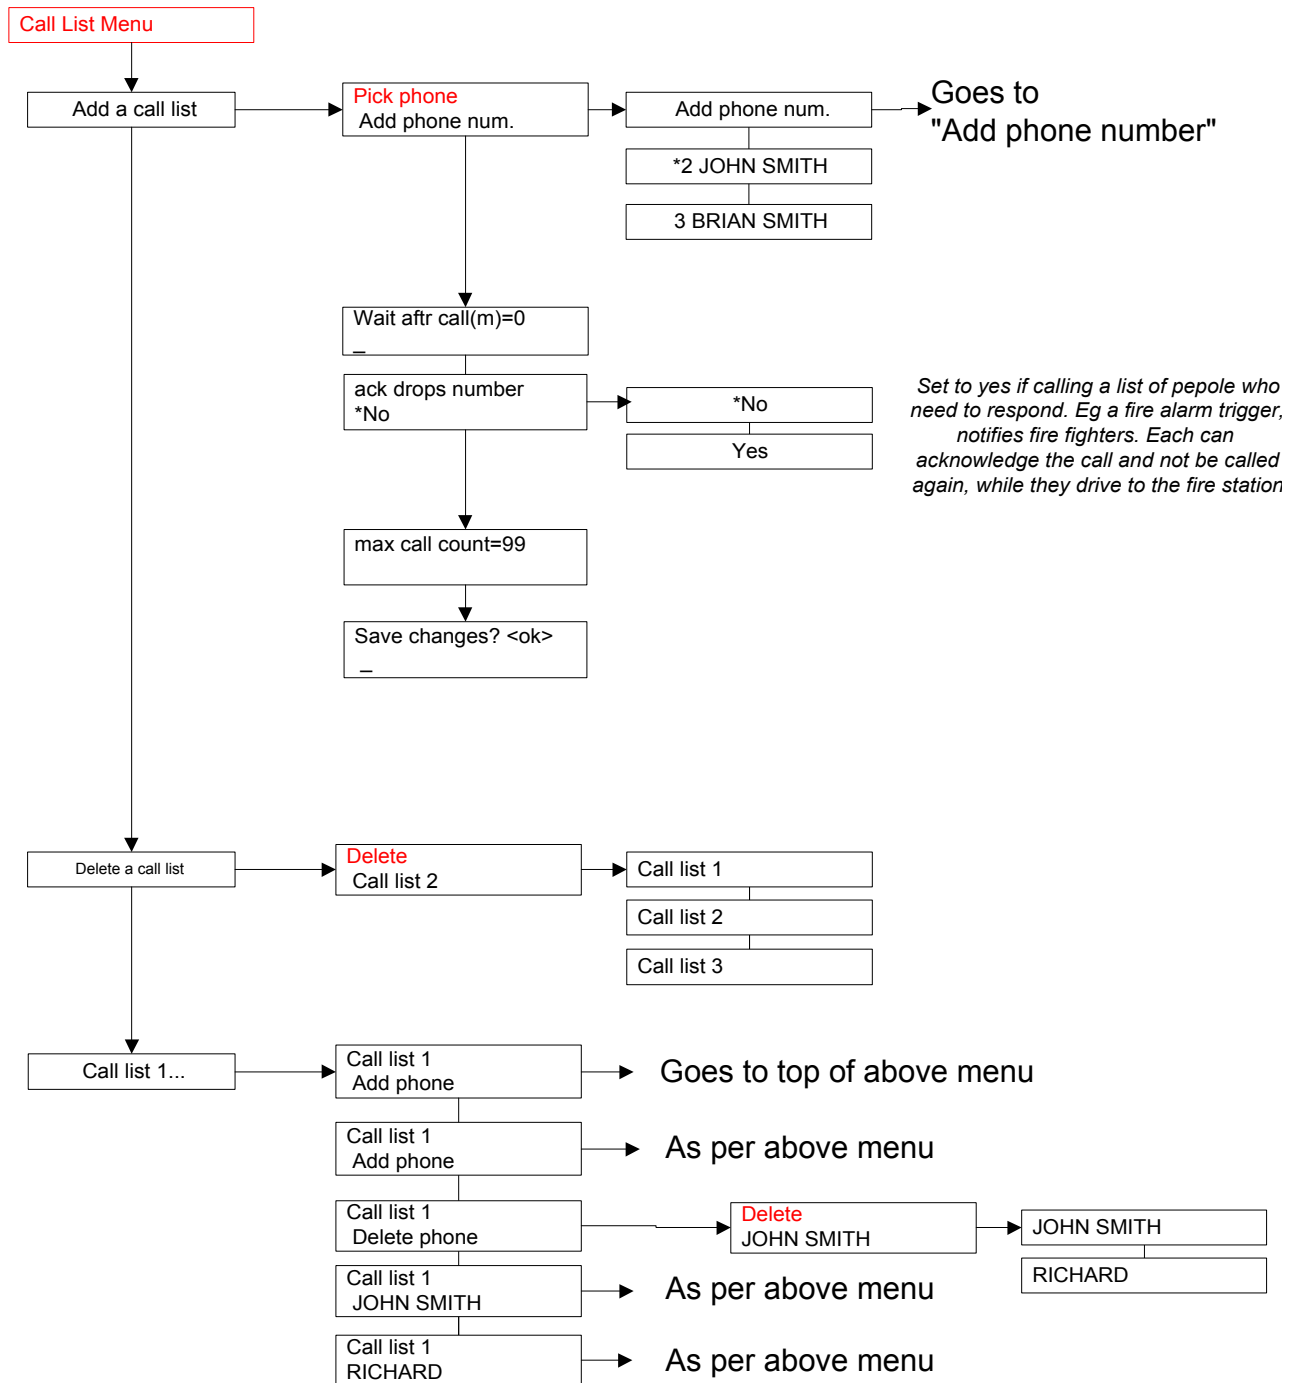 Call List Menu
Add a call list
Pick phone
Add phone num.
Add phone num.
Goes to
"Add phone number"
*2 JOHN SMITH
3 BRIAN SMITH
Wait aftr call(m)=0
_
ack drops number
*No
*No
Yes
Set to yes if calling a list of pepole who
need to respond. Eg a fire alarm trigger,
notifies fire fighters. Each can
acknowledge the call and not be called
again, while they drive to the fire station
max call count=99
Save changes? <ok>
_
Delete a call list
Delete
Call list 2
Call list 1
Call list 2
Call list 3
Call list 1...
Call list 1
Add phone
Goes to top of above menu
Call list 1
Add phone
As per above menu
Call list 1
Delete phone
Delete
JOHN SMITH
JOHN SMITH
RICHARD
Call list 1
JOHN SMITH
As per above menu
Call list 1
RICHARD
As per above menu